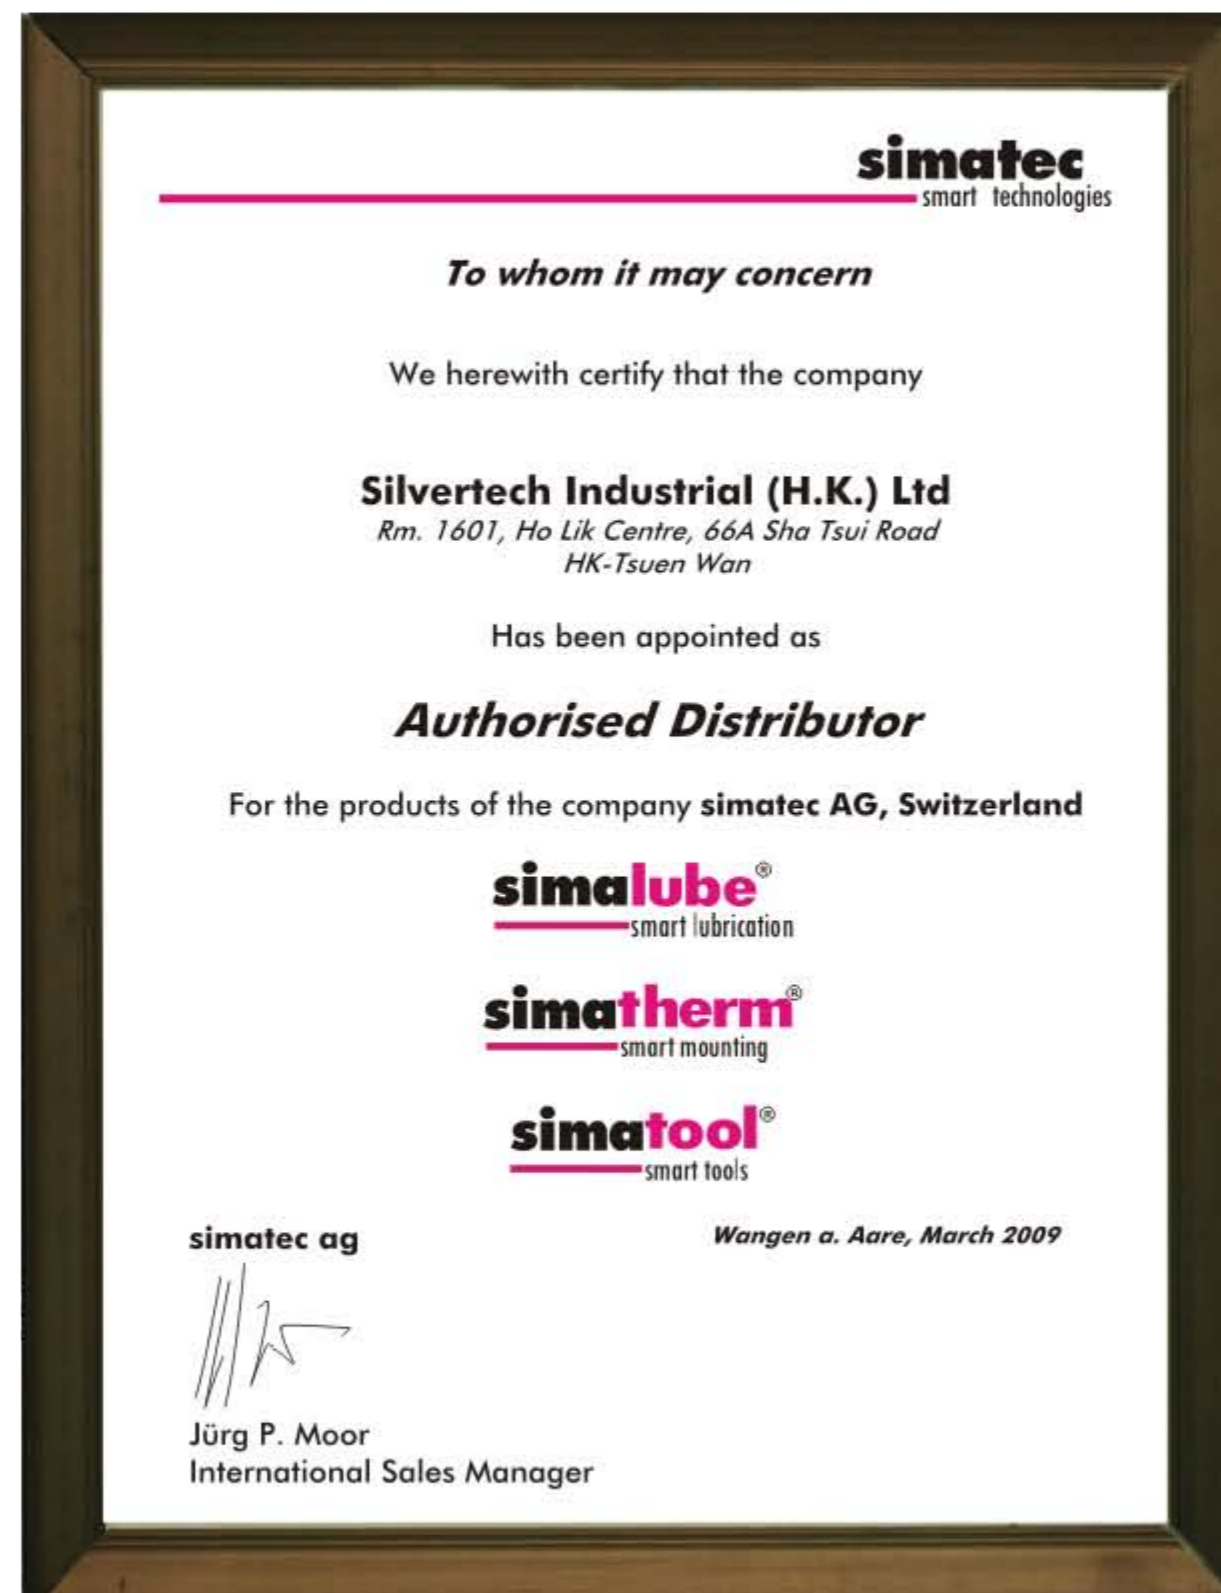 simatec
smart technologies
To whom it may concern
We herewith certify that the company
Silvertech Industrial (H.K.) Ltd
Rm. 1601, Ho Lik Centre, 66A Sha Tsui Road
HK-Tsuen Wan
Has been appointed as
Authorised Distributor
For the products of the company simatec AG, Switzerland
simalube®
smart lubrication
simatherm®
smart mounting
simatool®
smart tools
simatec ag
Wangen a. Aare, March 2009
Jürg P. Moor
International Sales Manager